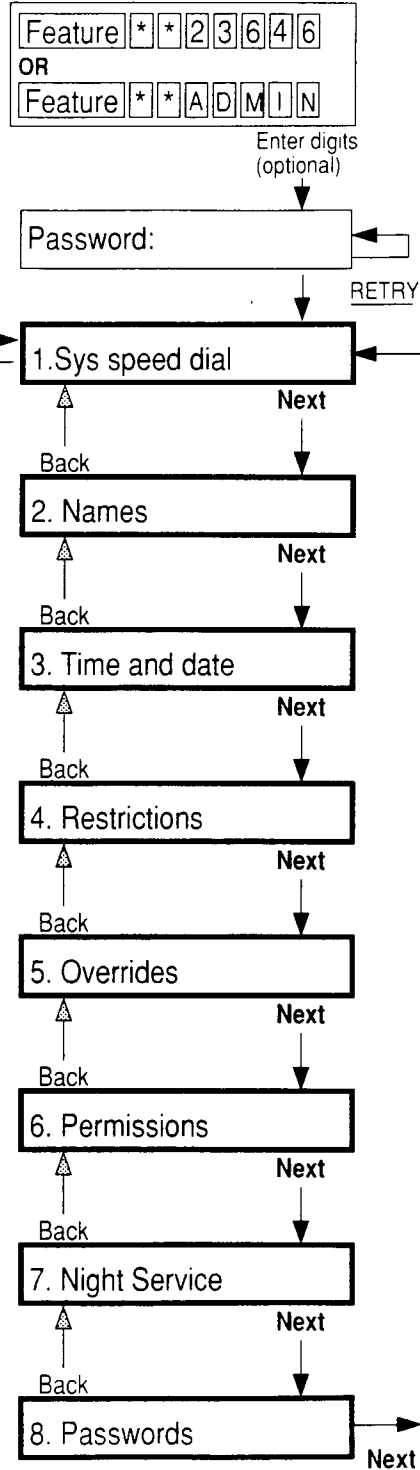 Feature * * 2 3 6 4 6
OR
Feature * * A D M I N
Enter digits
(optional)
Password:
RETRY
1.Sys speed dial
Next
Back
2. Names
Next
Back
3. Time and date
Next
Back
4. Restrictions
Next
Back
5. Overrides
Next
Back
6. Permissions
Next
Back
7. Night Service
Next
Back
8. Passwords
Next